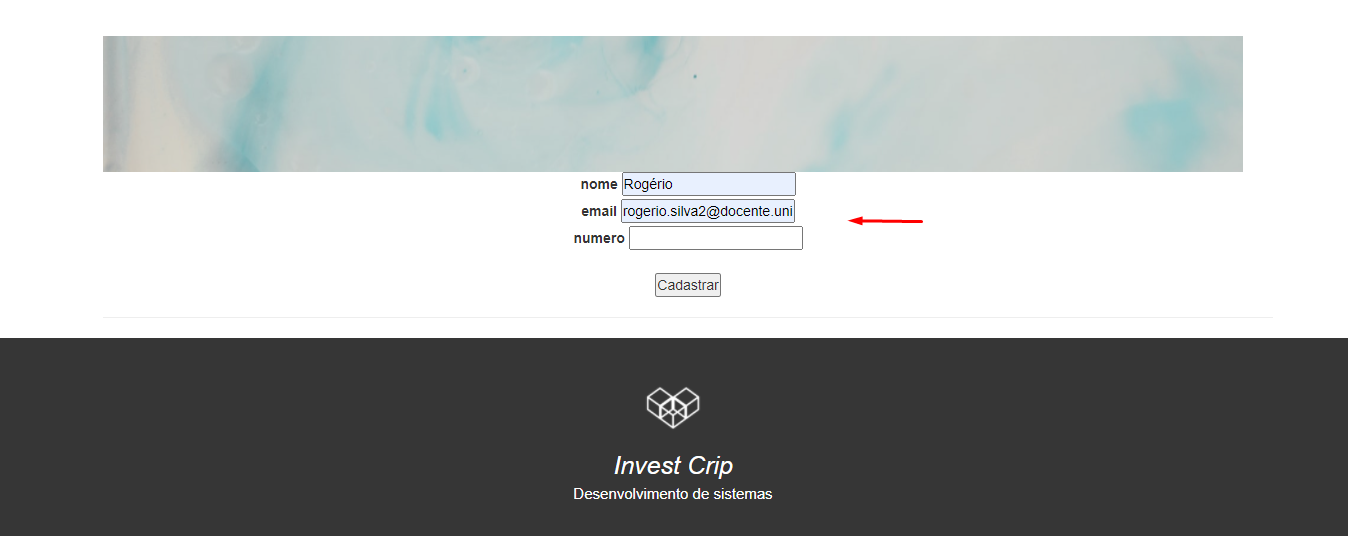 nome Rogério
email rogerio.silva2@docente.uni
numero
Cadastrar
Invest Crip
Desenvolvimento de sistemas